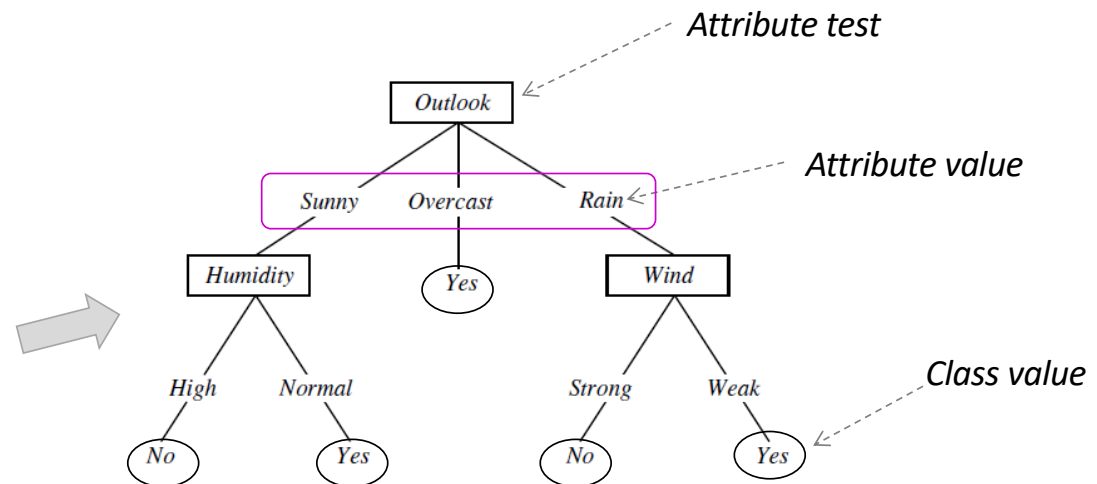 Attribute test
Outlook
Attribute value
Sunny Overcast Rain
Humidity Yes Wind
High Normal Strong Weak Class value
No Yes No Yes